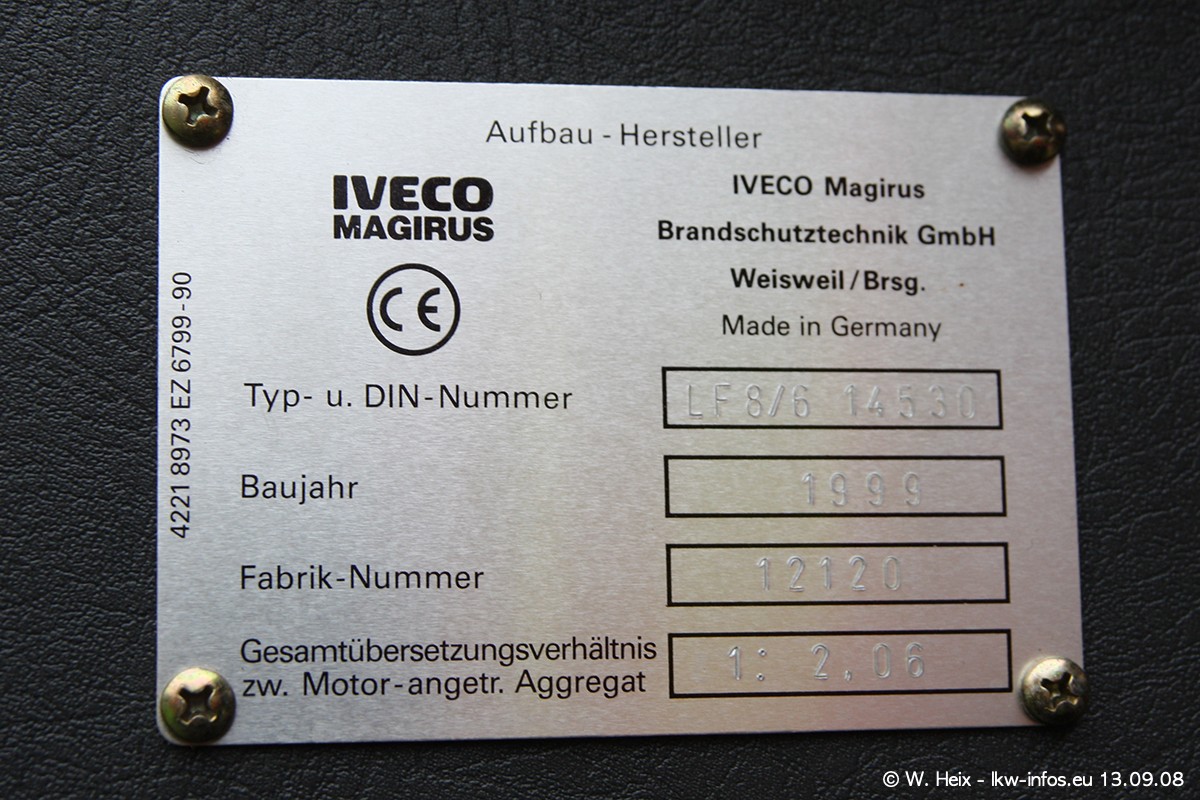 Aufbau - Hersteller
IVECO
MAGIRUS
IVECO Magirus
Brandschutztechnik GmbH
Weisweil / Brsg.
Made in Germany
CE
4221 8973 EZ 6799 - 90
Typ- u. DIN-Nummer LF8/6 14530
Baujahr 1999
Fabrik-Nummer 12120
Gesamtübersetzungsverhältnis
zw. Motor - angetr. Aggregat 1: 2,06
© W. Heix - lkw-infos.eu 13.09.08